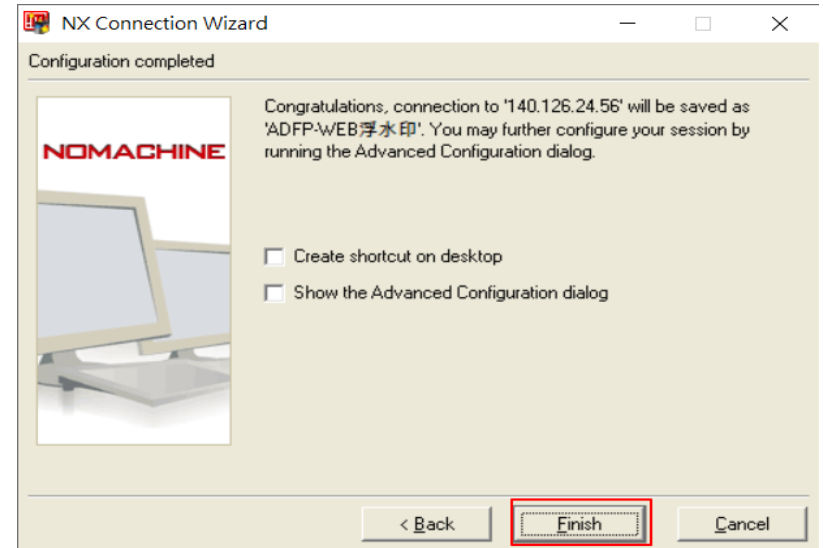 NX Connection Wizard
Configuration completed
Congratulations, connection to '140.126.24.56' will be saved as
'ADFP-WEB浮水印'. You may further configure your session by
running the Advanced Configuration dialog.
NOMACHINE
Create shortcut on desktop
Show the Advanced Configuration dialog
< Back
Finish
Cancel